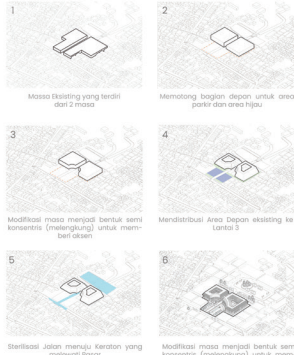 1
Massa Eksisting yang terdiri
dari 2 masa
2
Memotong bagian depan untuk area
parkir dan area hijau
3
Modifikasi masa menjadi bentuk semi
konsentris (melengkung) untuk mem-
beri aksen
4
Mendistribusi Area Depan eksisting ke
Lantai 3
5
Sterilisasi Jalan menuju Keraton yang
melewati Pasar
6
Modifikasi masa menjadi bentuk semi
konsentris (melengkung) untuk